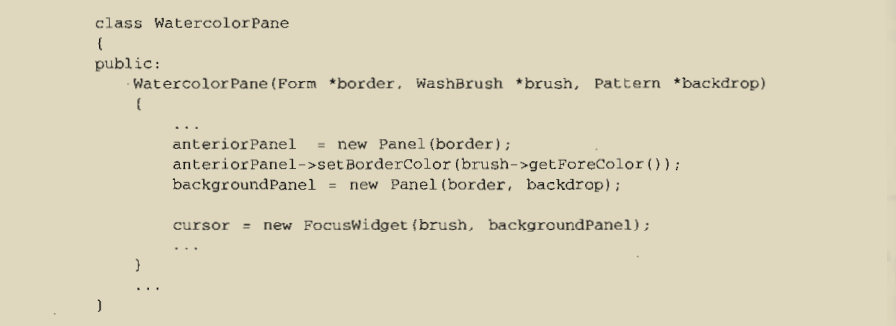 class WatercolorPane
{
public:
WatercolorPane(Form *border, WashBrush *brush, Pattern *backdrop)
{
...
anteriorPanel = new Panel(border);
anteriorPanel->setBorderColor(brush->getForeColor());
backgroundPanel = new Panel(border, backdrop);
cursor = new FocusWidget(brush, backgroundPanel);
...
}
...
}